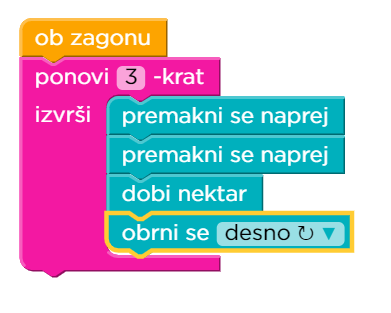 ob zagonu
ponovi 3 -krat
izvrši premakni se naprej
premakni se naprej
dobi nektar
obrni se desno ↻ ▼